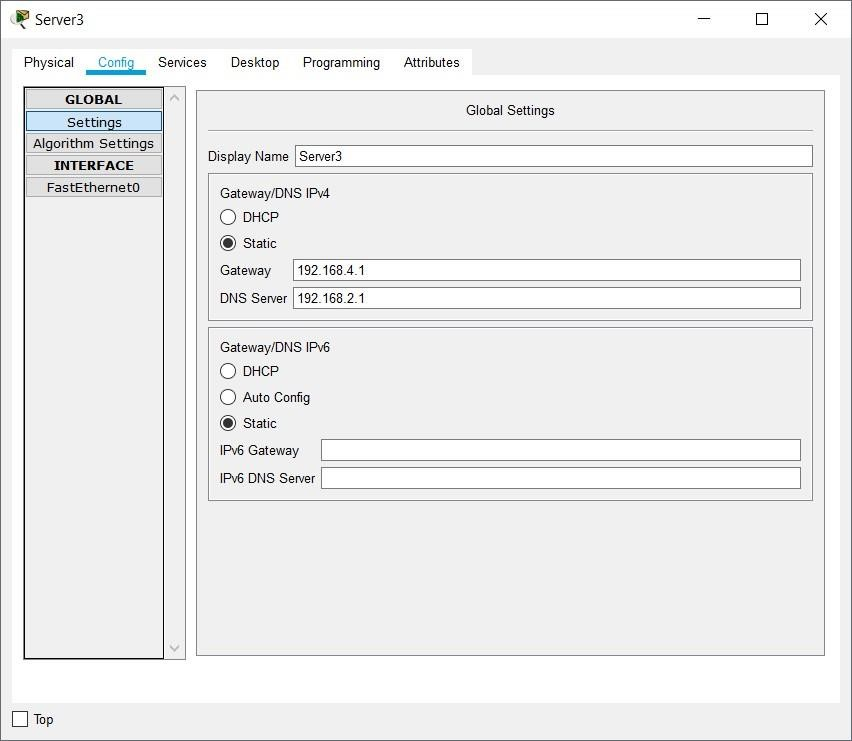 Server3
Physical Config Services Desktop Programming Attributes
GLOBAL
Settings
Algorithm Settings
INTERFACE
FastEthernet0
Global Settings
Display Name Server3
Gateway/DNS IPv4
DHCP
Static
Gateway 192.168.4.1
DNS Server 192.168.2.1
Gateway/DNS IPv6
DHCP
Auto Config
Static
IPv6 Gateway
IPv6 DNS Server
Top